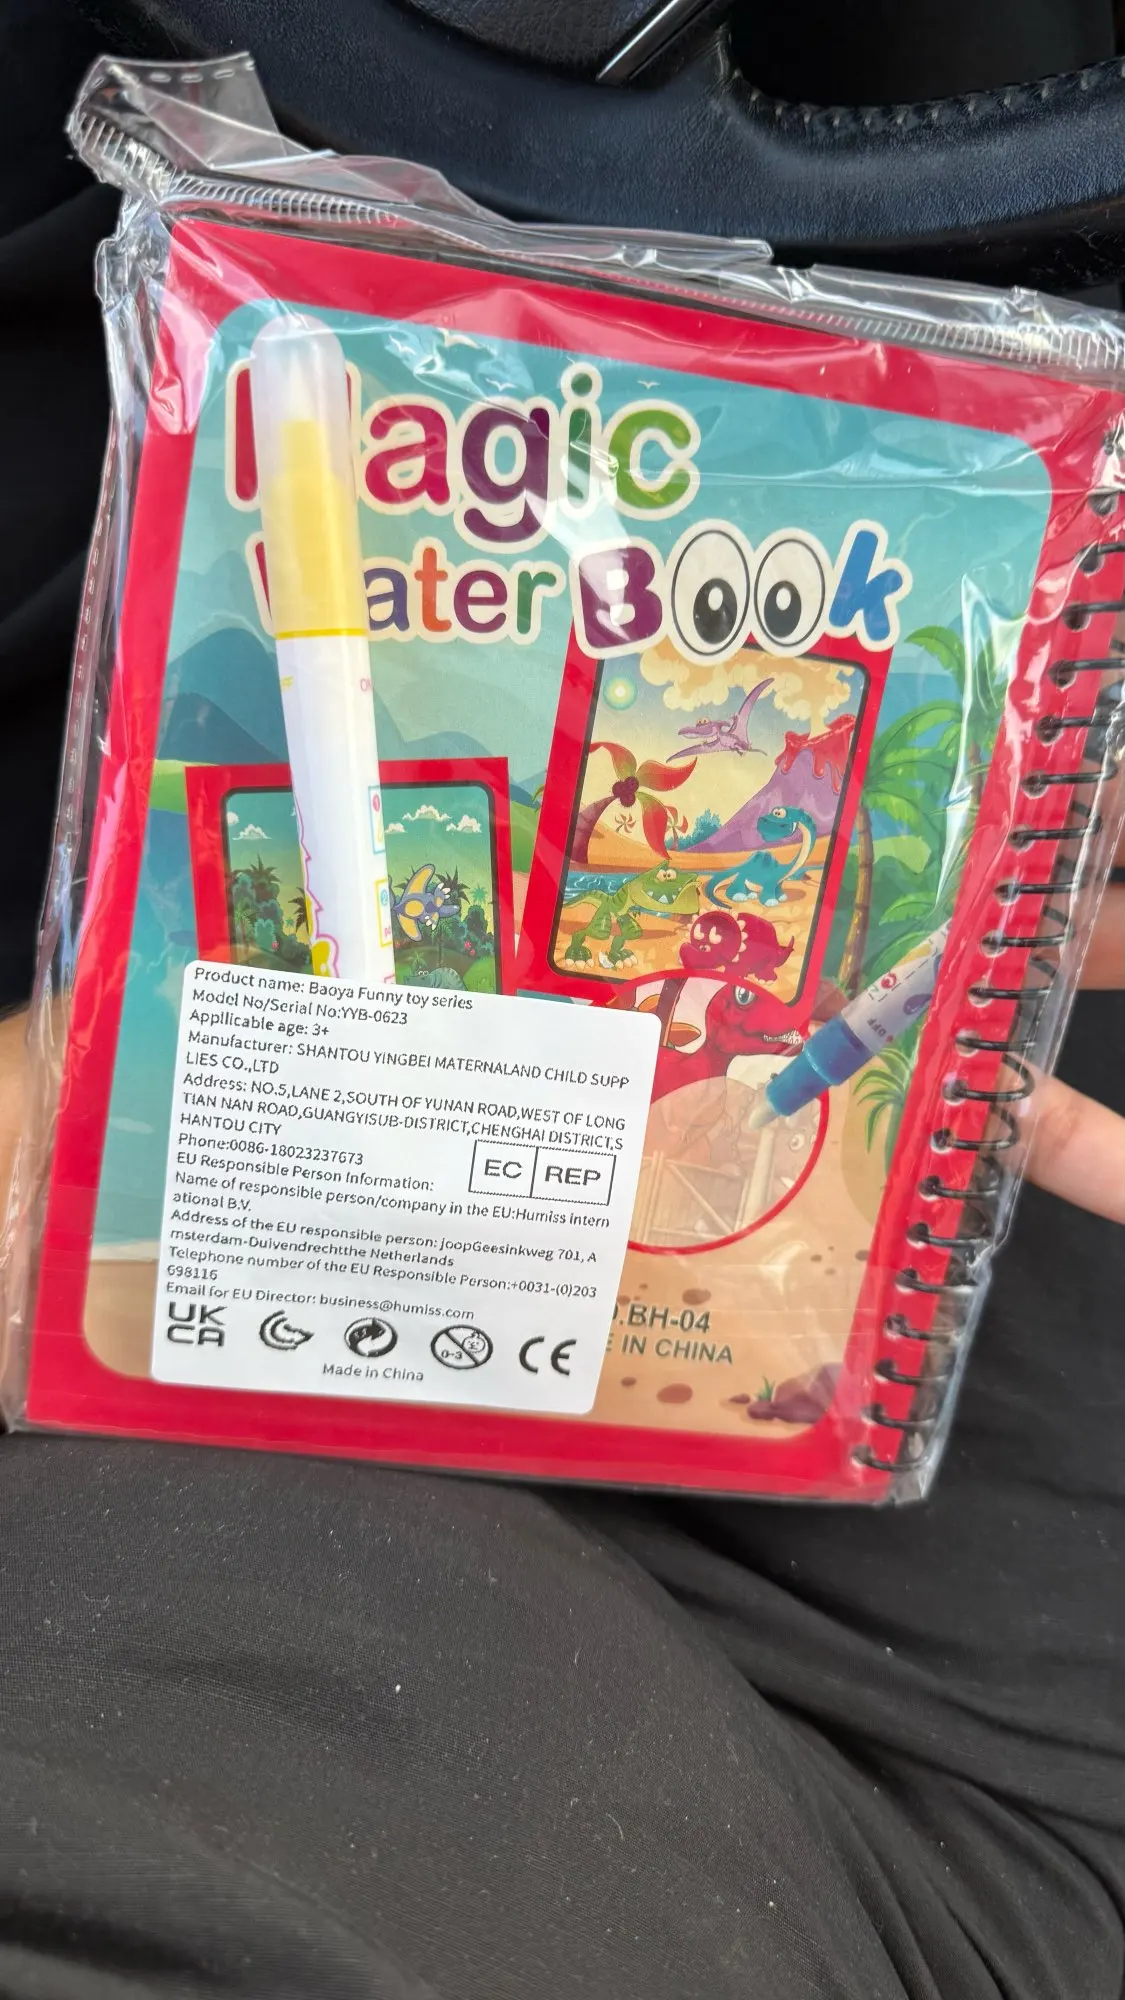 Magic
Water Book
Product name: Baoya Funny toy series
Model No/Serial No:YYB-0623
Appllicable age: 3+
Manufacturer: SHANTOU YINGBEI MATERNALAND CHILD SUPP
LIES CO.,LTD
Address: NO.5,LANE 2,SOUTH OF YUNAN ROAD,WEST OF LONG
TIAN NAN ROAD,GUANGYISUB-DISTRICT,CHENGHAI DISTRICT,S
HANTOU CITY
Phone:0086-18023237673
EC REP
EU Responsible Person Information:
Name of responsible person/company in the EU:Humiss intern
ational B.V.
Address of the EU responsible person: joopGeesinkweg 701, A
msterdam-Duivendrechtthe Netherlands
Telephone number of the EU Responsible Person:+0031-(0)203
698116
Email for EU Director: business@humiss.com
UK
CA
0-3
CE
Made in China
.BH-04
E IN CHINA
OFF